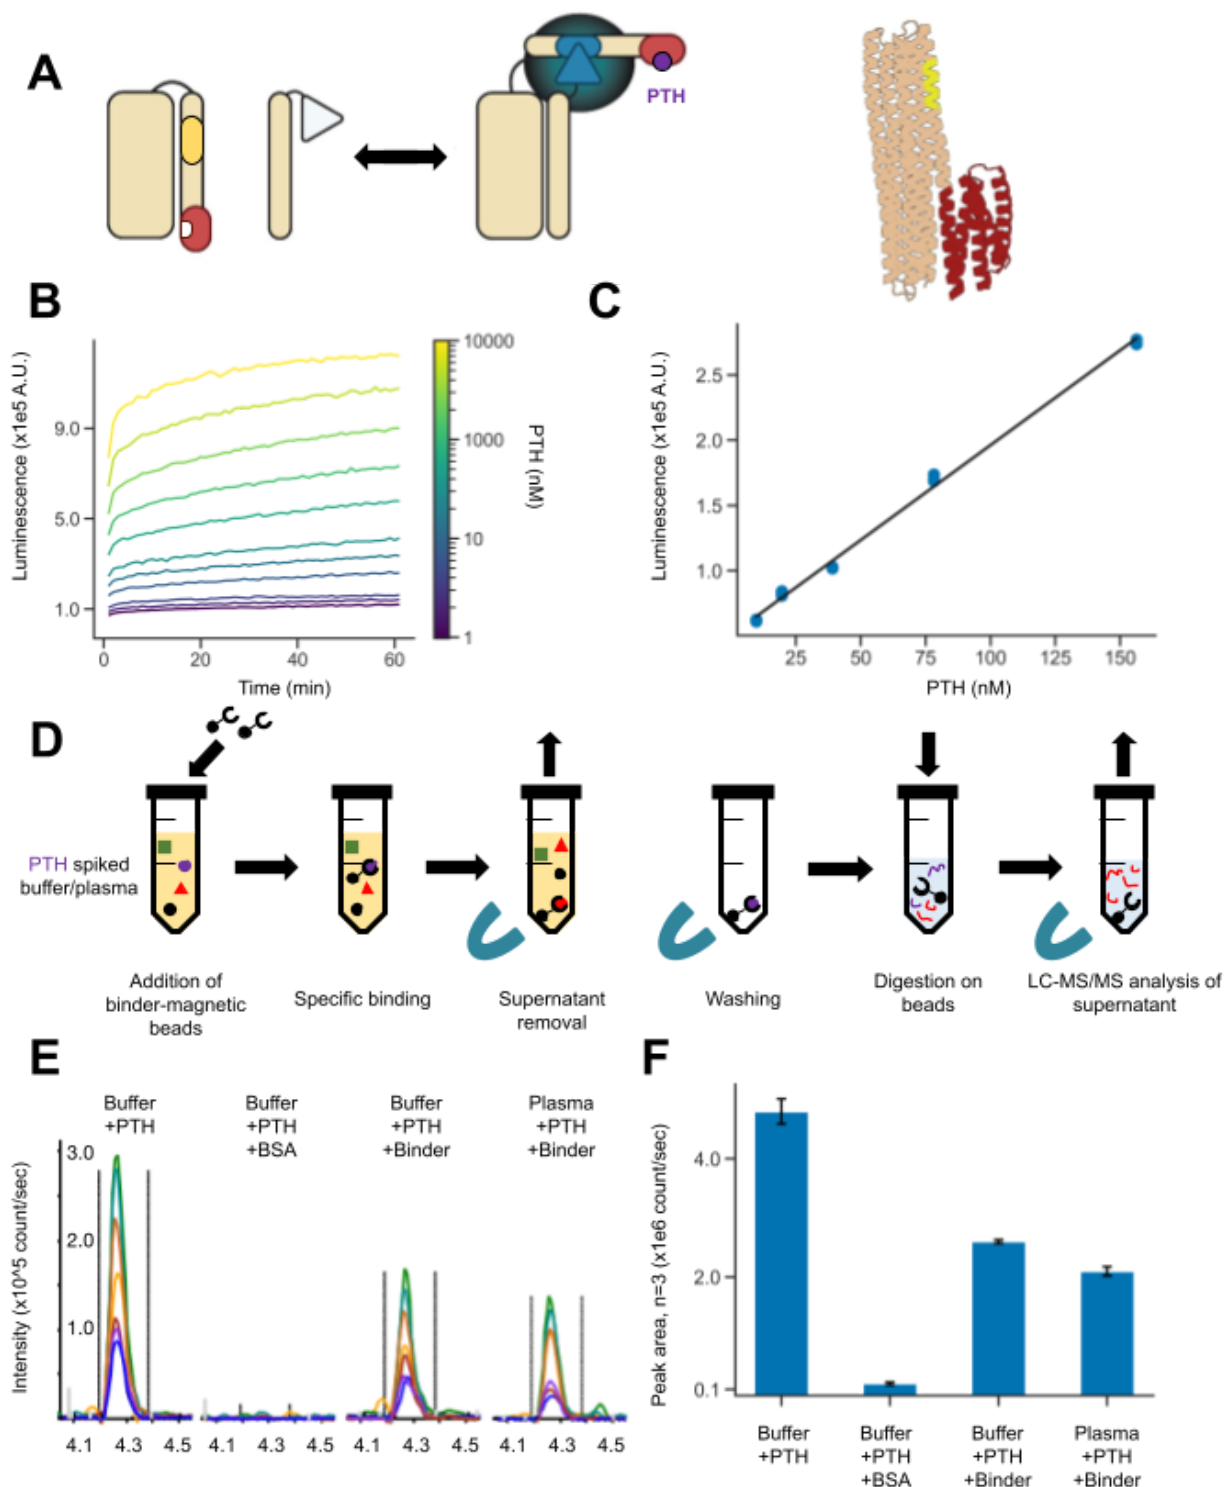 A
PTH
B
Luminescence (x1e5 A.U.)
9.0
5.0
1.0
0
20
40
60
Time (min)
10000
1000
10
1
PTH (nM)
C
Luminescence (x1e5 A.U.)
2.5
2.0
1.5
1.0
25
50
75
100
125
150
PTH (nM)
D
PTH spiked
buffer/plasma
Addition of
binder-magnetic
beads
Specific binding
Supernatant
removal
Washing
Digestion on
beads
LC-MS/MS analysis of
supernatant
E
Intensity (x10^5 count/sec)
3.0
2.0
1.0
Buffer
+PTH
Buffer
+PTH
+BSA
Buffer
+PTH
+Binder
Plasma
+PTH
+Binder
4.1
4.3
4.5
4.1
4.3
4.5
4.1
4.3
4.5
4.1
4.3
4.5
F
Peak area, n=3 (x1e6 count/sec)
4.0
2.0
0.1
Buffer
+PTH
Buffer
+PTH
+BSA
Buffer
+PTH
+Binder
Plasma
+PTH
+Binder